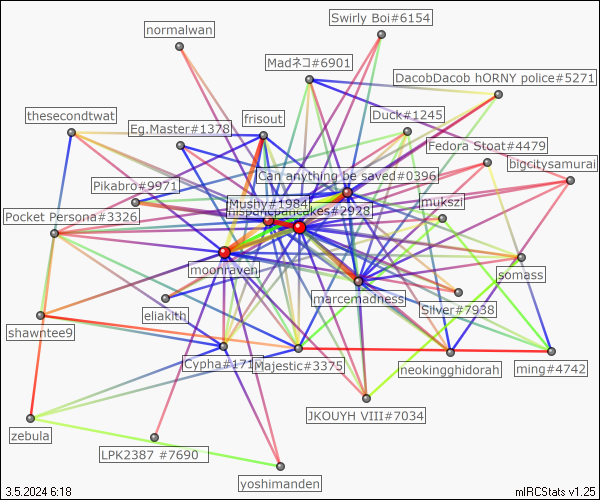 Swirly Boi#6154
normalwan
Madネコ#6901
DacobDacob hORNY police#5271
thesecondtwat
frisout
Duck#1245
Eg.Master#1378
Fedora Stoat#4479
bigcitysamurai
Can anything be saved#0396
Pikabro#9971
mukszi
Mushy#1984
hispanicpancakes#2928
Pocket Persona#3326
moonraven
somass
marcemadness
eliakith
Silver#7938
shawntee9
Cypha#171
Majestic#3375
neokingghidorah
ming#4742
JKOUYH VIII#7034
zebula
LPK2387 #7690
yoshimanden
3.5.2024 6:18
mIRCStats v1.25